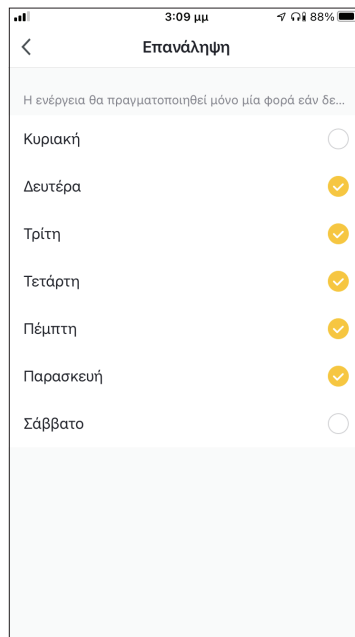 3:09 μμ 88%
Επανάληψη
Η ενέργεια θα πραγματοποιηθεί μόνο μία φορά εάν δε...
Κυριακή
Δευτέρα
Τρίτη
Τετάρτη
Πέμπτη
Παρασκευή
Σάββατο